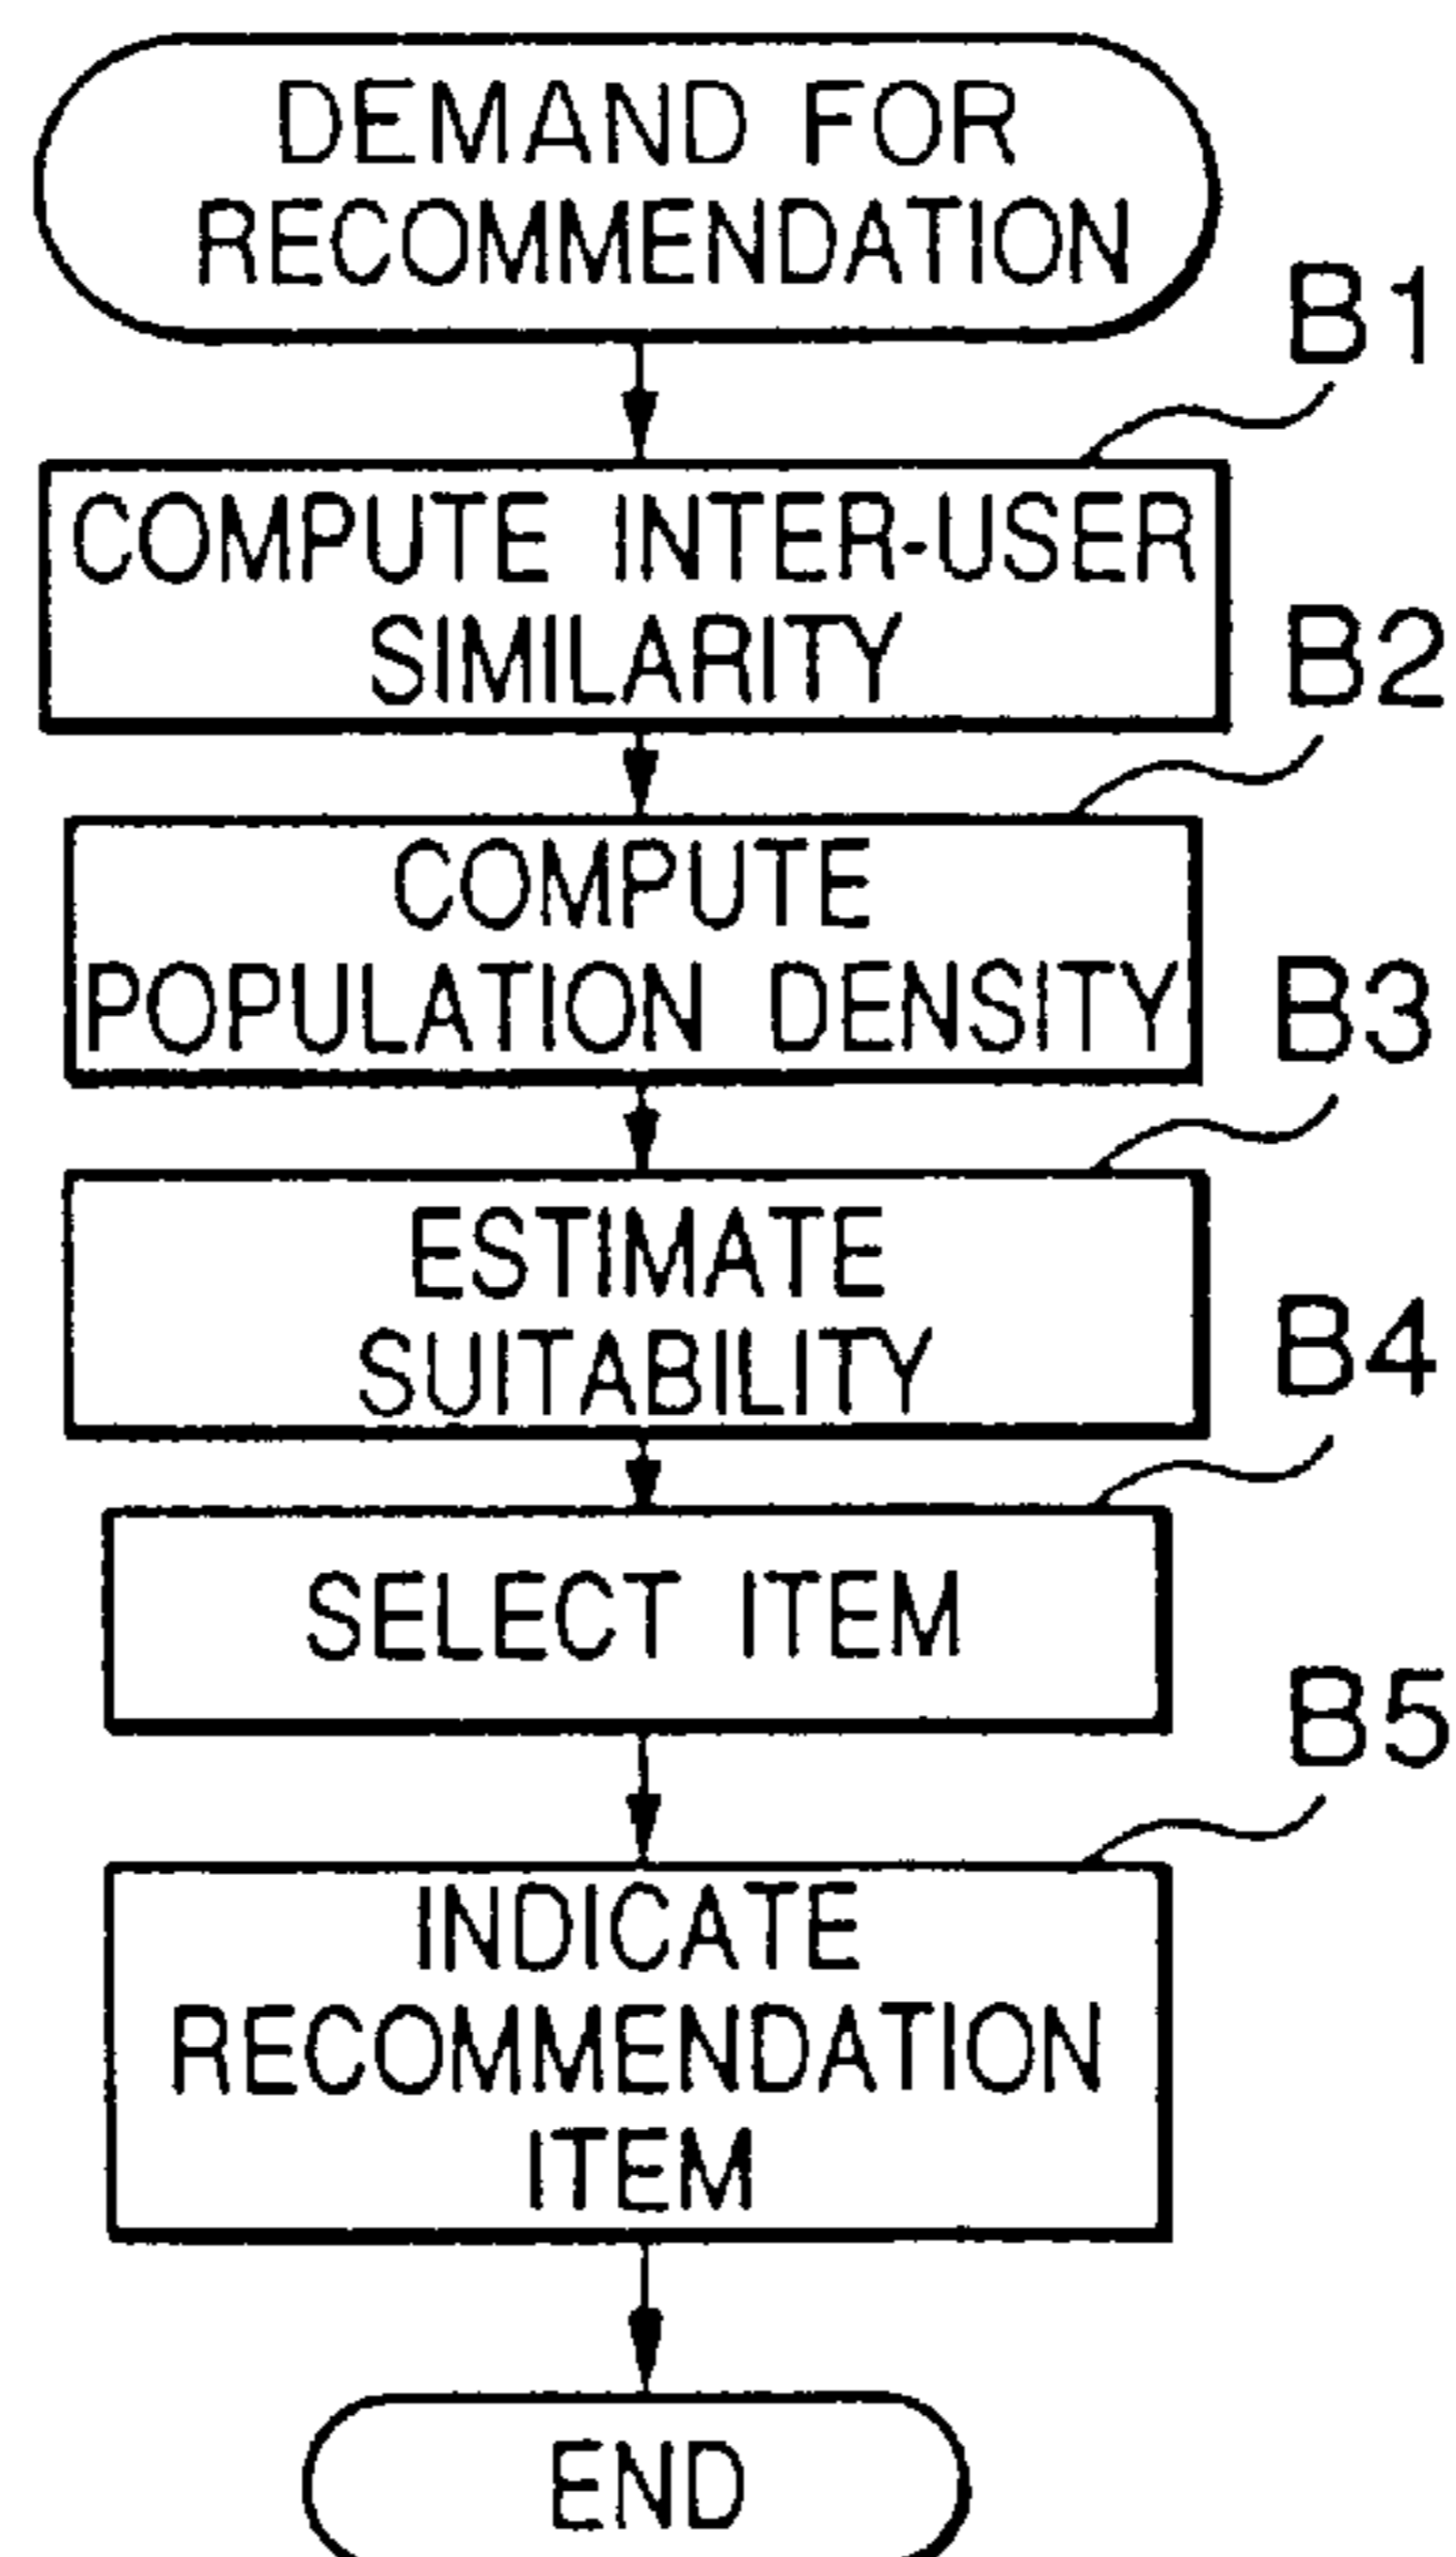 DEMAND FOR
RECOMMENDATION
B1
COMPUTE INTER-USER
SIMILARITY
B2
COMPUTE
POPULATION DENSITY
B3
ESTIMATE
SUITABILITY
B4
SELECT ITEM
B5
INDICATE
RECOMMENDATION
ITEM
END